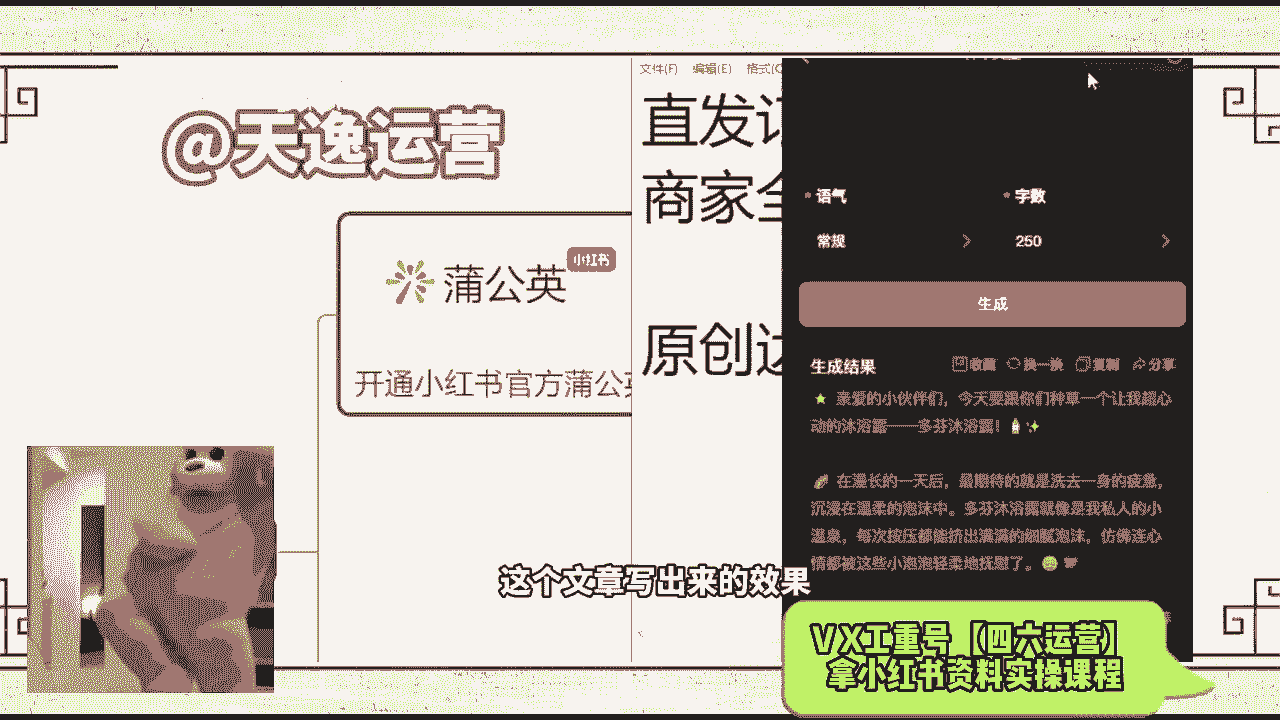 @天逸运营
小红书
蒲公英
开通小红书官方蒲公英
文件(F) 编辑(E) 格式(O
直发订
商家全
原创达
语气 字数
常规 250
生成
生成结果 收藏 换一换 复制 分享
亲爱的小伙伴们，今天要跟你们种草一个让我超心
动的沐浴露——多芬沐浴露！
在漫长的一天后，最期待的就是洗去一身的疲惫，
沉浸在温柔的泡沫中。多芬沐浴露就像是我私人的小
温泉，每次按压都能挤出满满的细腻泡沫，仿佛连心
情都被这些小泡泡轻柔地抚慰了。
这个文章写出来的效果
VX工重号【四六运营】
拿小红书资料实操课程